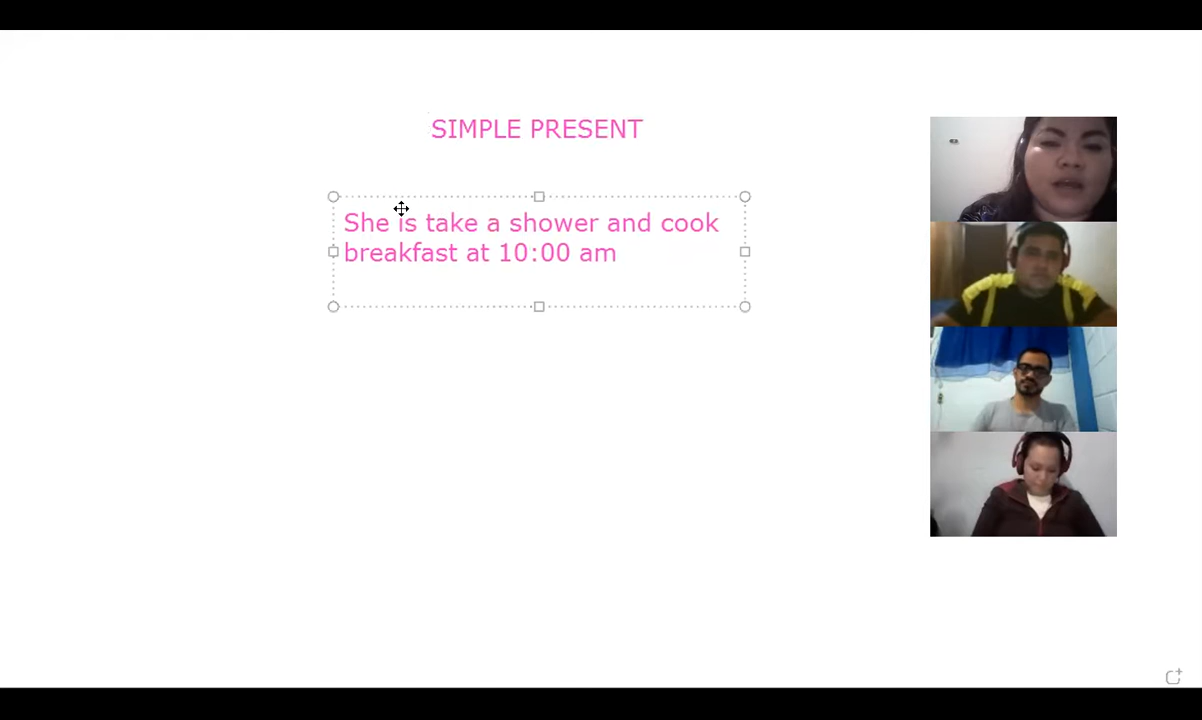 SIMPLE PRESENT
She is take a shower and cook
breakfast at 10:00 am